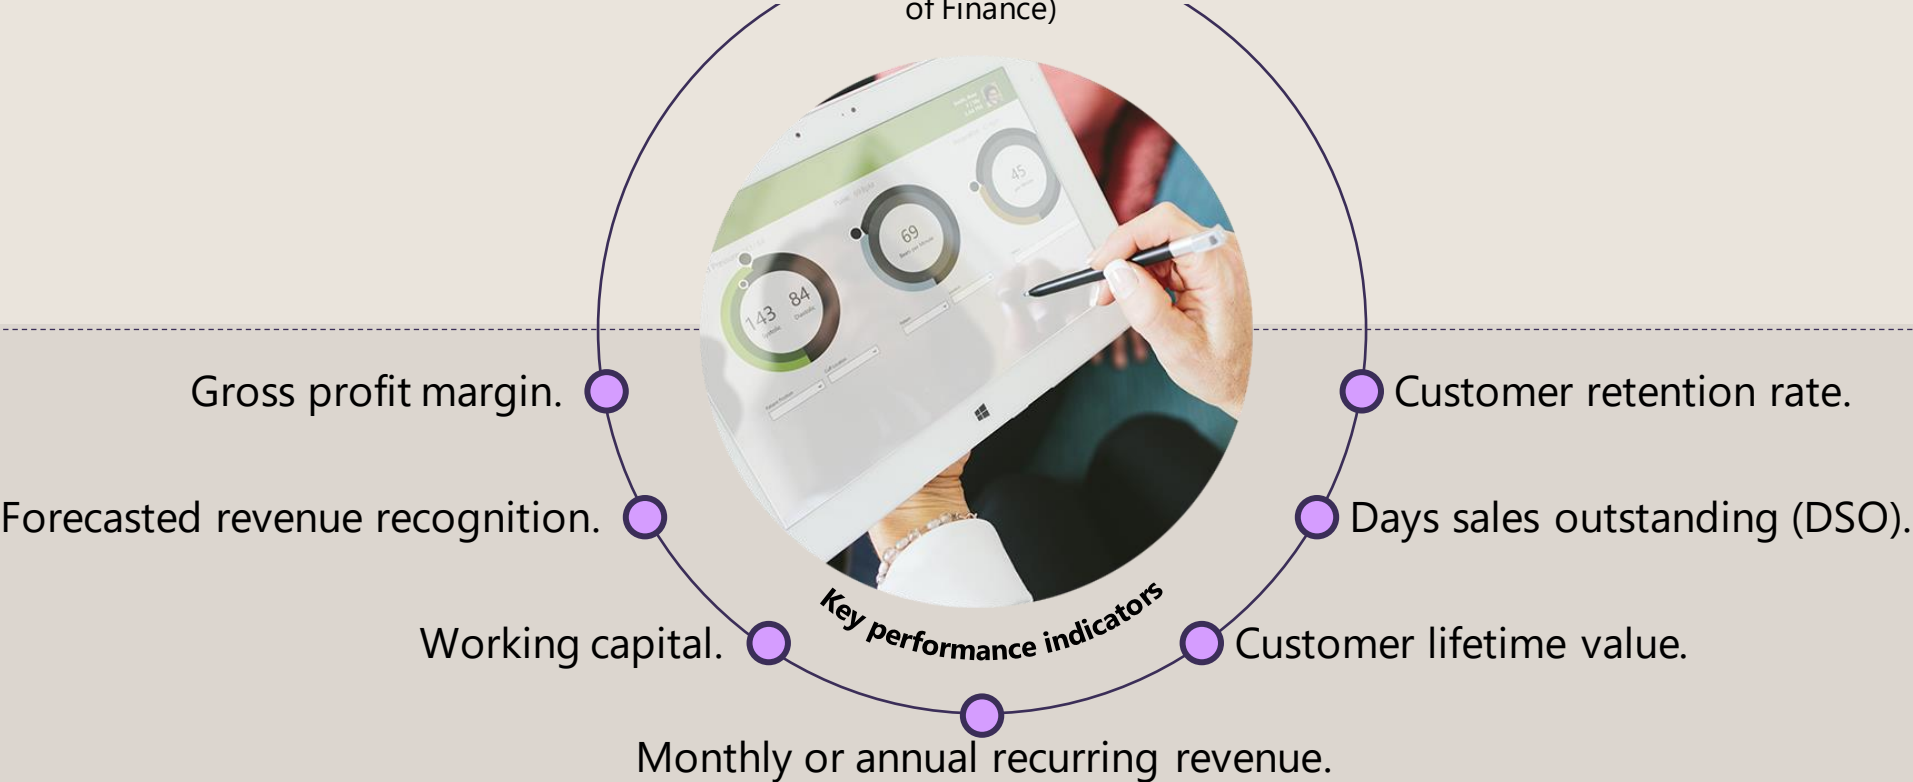 of Finance)
143
84
69
45
Gross profit margin.
Customer retention rate.
Forecasted revenue recognition.
Days sales outstanding (DSO).
Key performance indicators
Working capital.
Customer lifetime value.
Monthly or annual recurring revenue.